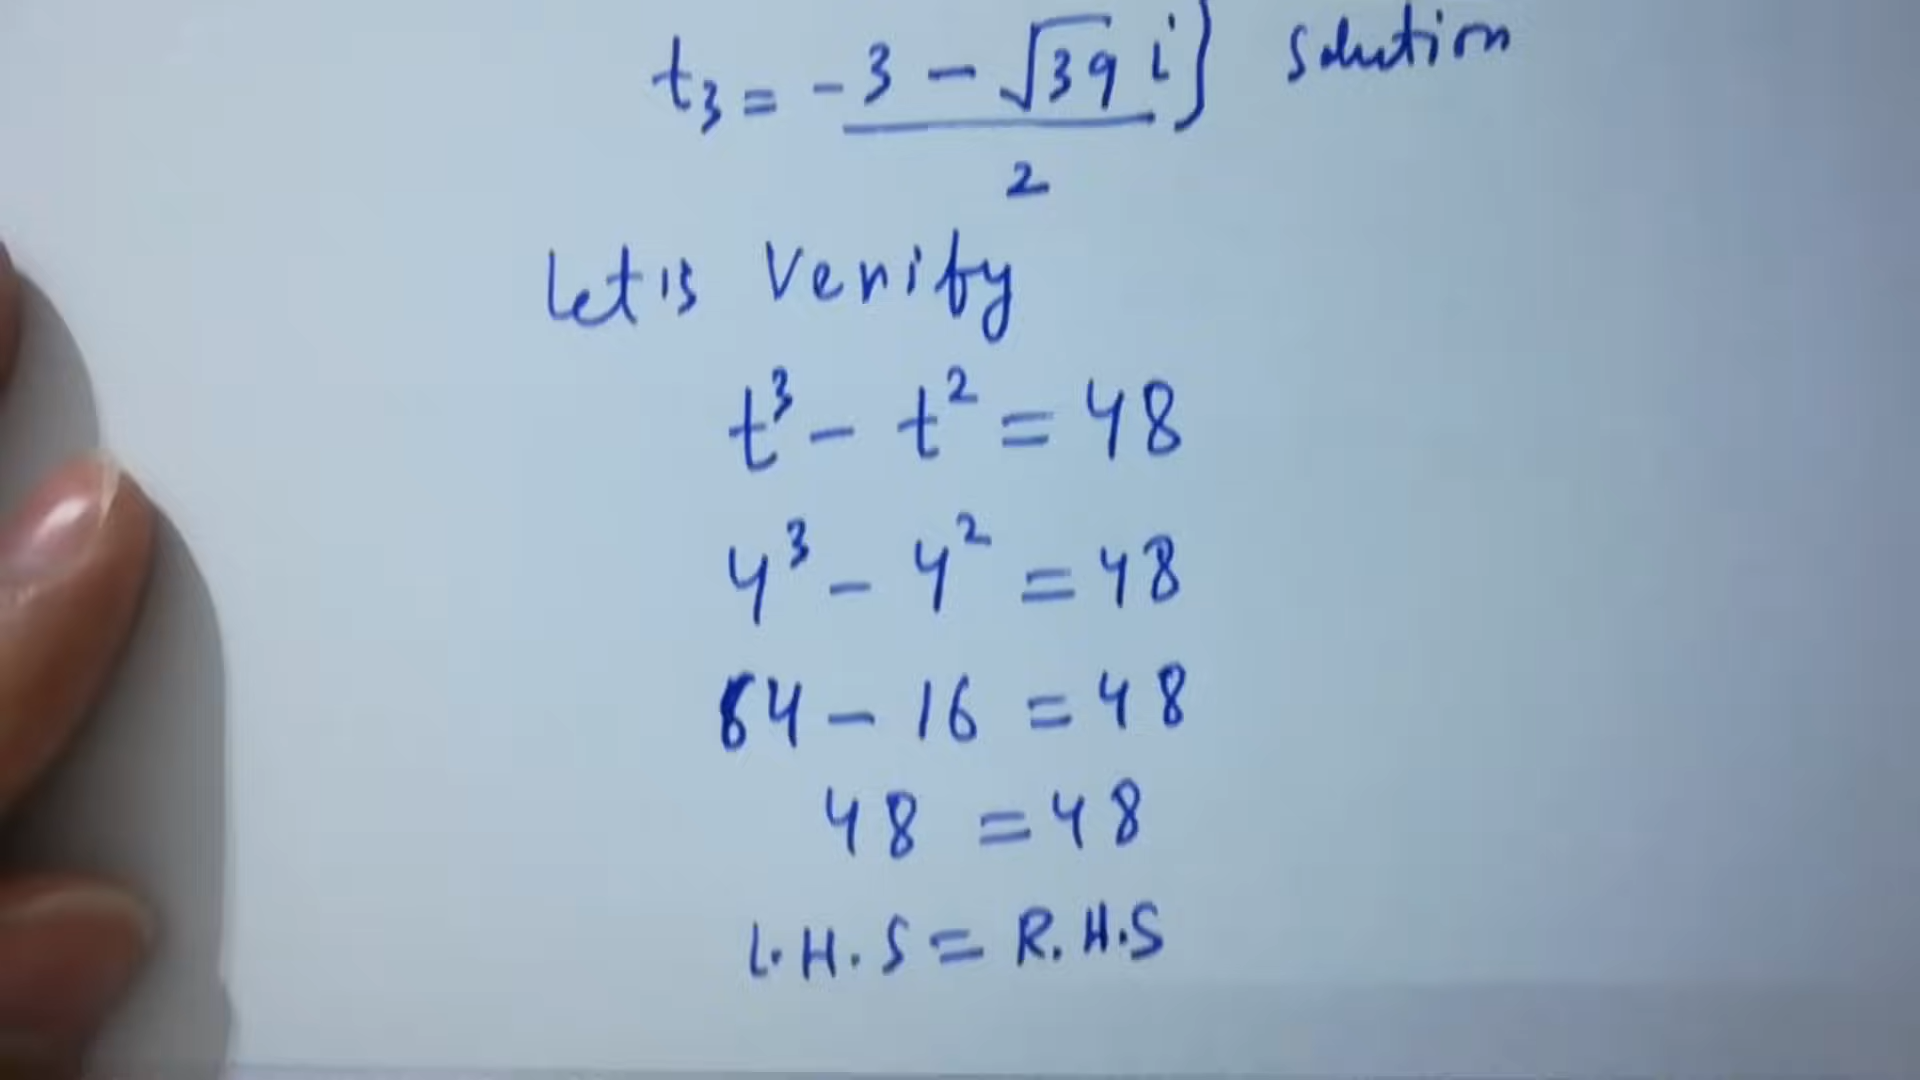 t₃ = -3 - √39 i} Solution
2
Let's Verify
t³ - t² = 48
4³ - 4² = 48
64 - 16 = 48
48 = 48
L.H.S = R.H.S